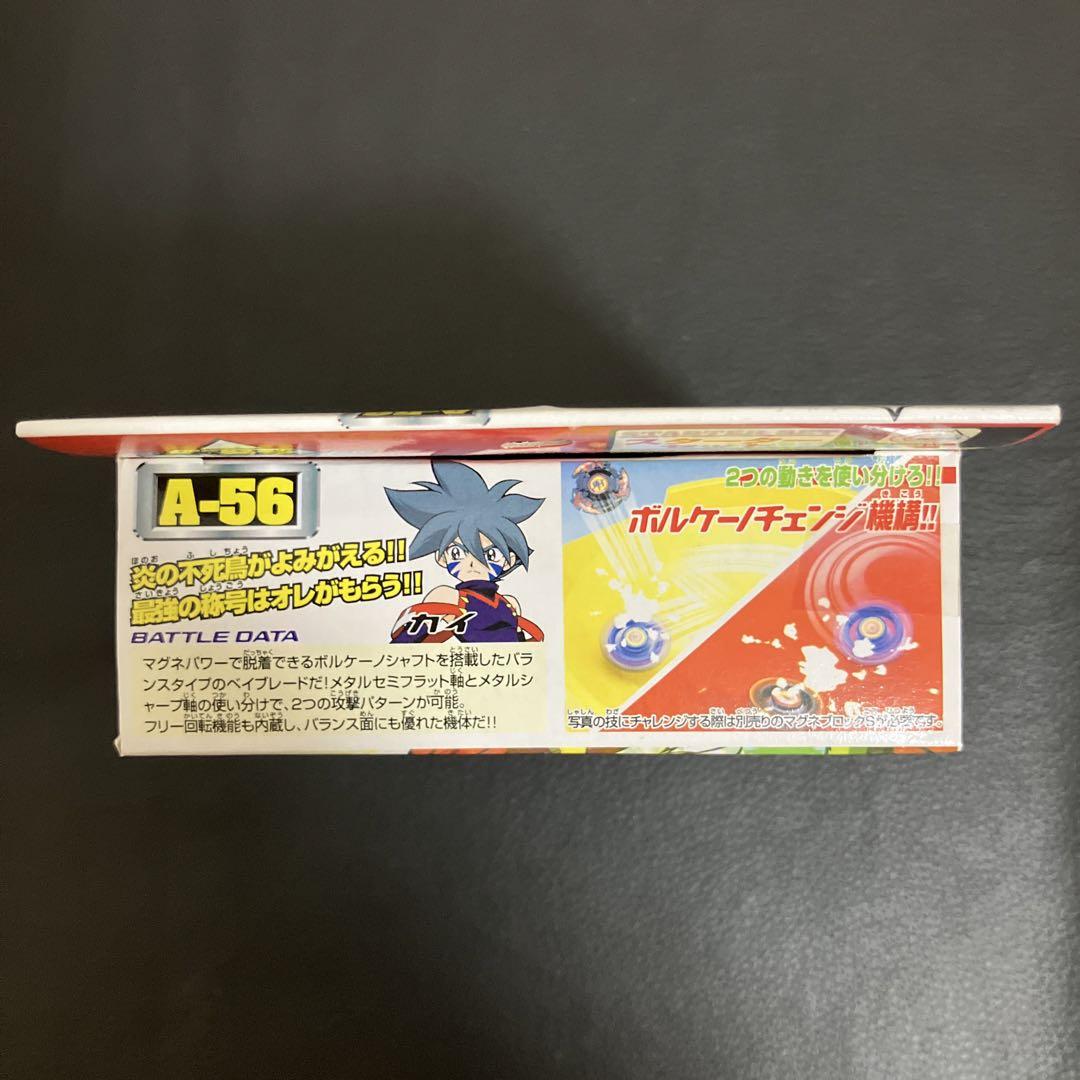 A-56
炎の不死鳥がよみがえる!!
最強の称号はオレがもらう!!
カイ
BATTLE DATA
マグネパワーで脱着できるボルケーノシャフトを搭載したバラ
ンスタイプのベイブレードだ!メタルセミフラット軸とメタルシ
ャープ軸の使い分けで、2つの攻撃パターンが可能。
フリー回転機能も内蔵し、バランス面にも優れた機体だ!!
2つの動きを使い分けろ!!
ボルケーノチェンジ機構!!
写真の技にチャレンジする際は別売りのマグネブロックSが必要です。